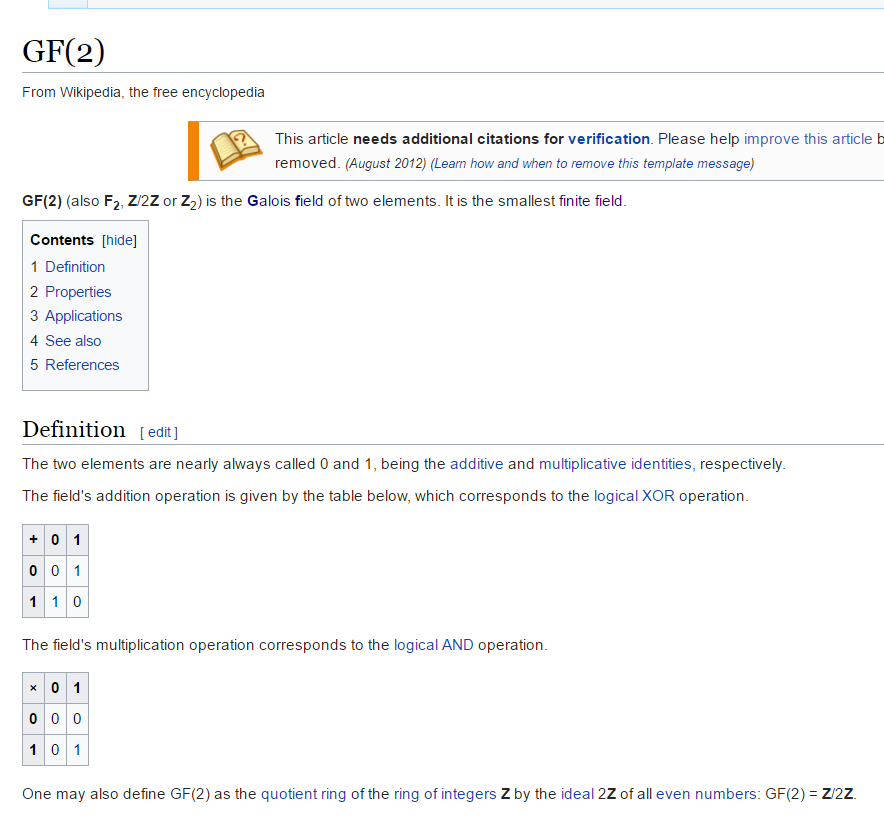 GF(2)
From Wikipedia, the free encyclopedia
This article needs additional citations for verification. Please help improve this article b
removed. (August 2012) (Learn how and when to remove this template message)
GF(2) (also F2, Z/2Z or Z2) is the Galois field of two elements. It is the smallest finite field.
Contents [hide]
1 Definition
2 Properties
3 Applications
4 See also
5 References
Definition [ edit ]
The two elements are nearly always called 0 and 1, being the additive and multiplicative identities, respectively.
The field's addition operation is given by the table below, which corresponds to the logical XOR operation.
+ 0 1
0 0 1
1 1 0
The field's multiplication operation corresponds to the logical AND operation.
× 0 1
0 0 0
1 0 1
One may also define GF(2) as the quotient ring of the ring of integers Z by the ideal 2Z of all even numbers: GF(2) = Z/2Z.